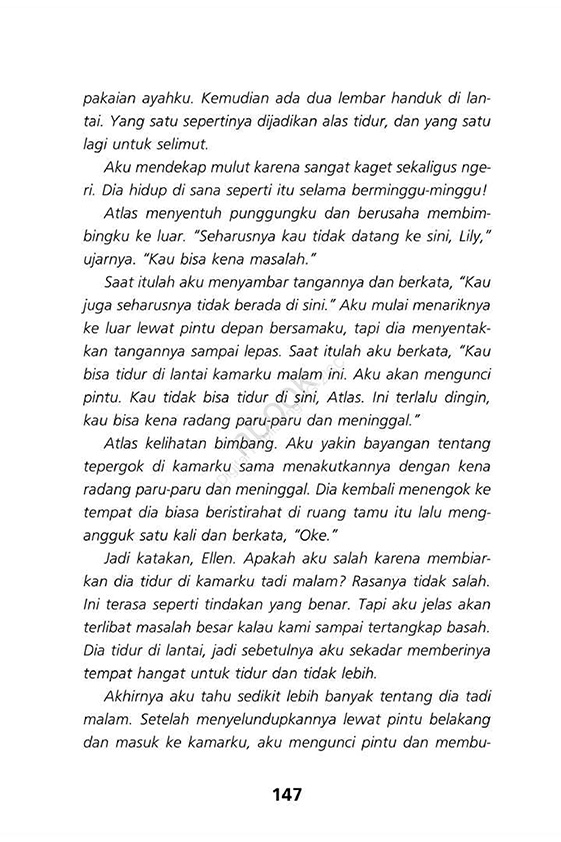 pakaian ayahku. Kemudian ada dua lembar handuk di lan-
tai. Yang satu sepertinya dijadikan alas tidur, dan yang satu
lagi untuk selimut.
Aku mendekap mulut karena sangat kaget sekaligus nge-
ri. Dia hidup di sana seperti itu selama berminggu-minggu!
Atlas menyentuh punggungku dan berusaha membim-
bingku ke luar. “Seharusnya kau tidak datang ke sini, Lily,”
ujarnya. “Kau bisa kena masalah.”
Saat itulah aku menyambar tangannya dan berkata, “Kau
juga seharusnya tidak berada di sini.” Aku mulai menariknya
ke luar lewat pintu depan bersamaku, tapi dia menyentak-
kan tangannya sampai lepas. Saat itulah aku berkata, “Kau
bisa tidur di lantai kamarku malam ini. Aku akan mengunci
pintu. Kau tidak bisa tidur di sini, Atlas. Ini terlalu dingin,
kau bisa kena radang paru-paru dan meninggal.”
Atlas kelihatan bimbang. Aku yakin bayangan tentang
tepergok di kamarku sama menakutkannya dengan kena
radang paru-paru dan meninggal. Dia kembali menengok ke
tempat dia biasa beristirahat di ruang tamu itu lalu meng-
angguk satu kali dan berkata, “Oke.”
Jadi katakan, Ellen. Apakah aku salah karena membiar-
kan dia tidur di kamarku tadi malam? Rasanya tidak salah.
Ini terasa seperti tindakan yang benar. Tapi aku jelas akan
terlibat masalah besar kalau kami sampai tertangkap basah.
Dia tidur di lantai, jadi sebetulnya aku sekadar memberinya
tempat hangat untuk tidur dan tidak lebih.
Akhirnya aku tahu sedikit lebih banyak tentang dia tadi
malam. Setelah menyelundupkannya lewat pintu belakang
dan masuk ke kamarku, aku mengunci pintu dan membu-
147